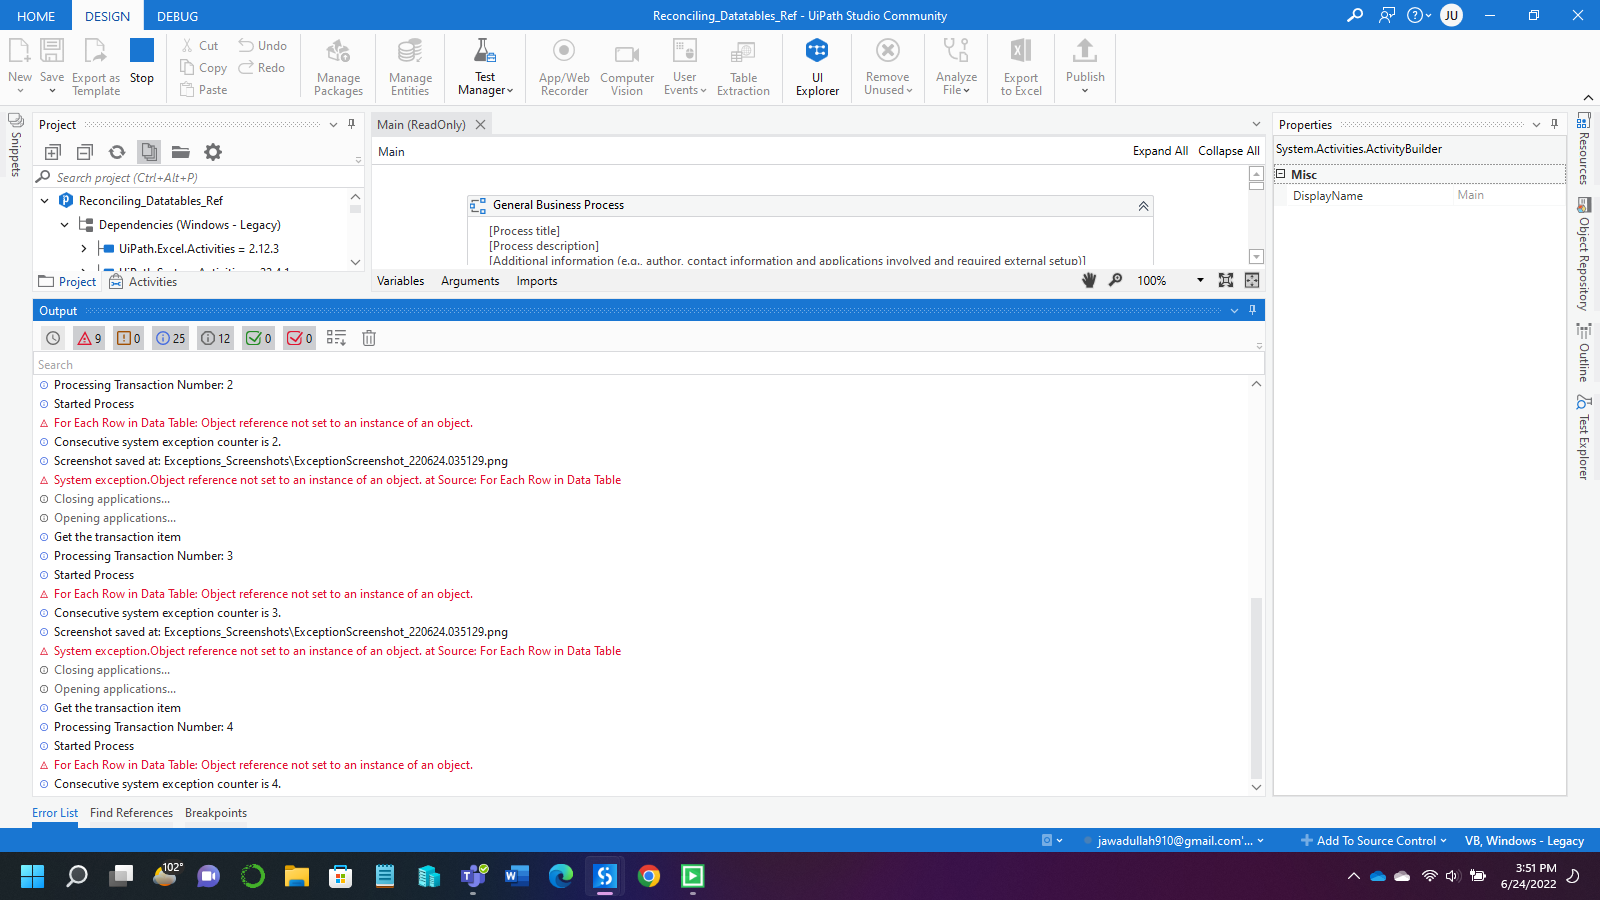 HOME DESIGN DEBUG Reconciling_Datatables_Ref - UiPath Studio Community JU
New Save Export as Template Stop Cut Copy Paste Undo Redo Manage Packages Manage Entities Test Manager App/Web Recorder Computer Vision User Events Table Extraction UI Explorer Remove Unused Analyze File Export to Excel Publish
Snippets
Project
Search project (Ctrl+Alt+P)
Reconciling_Datatables_Ref
Dependencies (Windows - Legacy)
UiPath.Excel.Activities = 2.12.3
Project Activities
Main (ReadOnly)
Main Expand All Collapse All
General Business Process
[Process title]
[Process description]
[Additional information (e.g., author, contact information and applications involved and required external setup)]
Variables Arguments Imports 100%
Properties
System.Activities.ActivityBuilder
Misc
DisplayName Main
Resources
Object Repository
Outline
Test Explorer
Output
9 0 25 12 0 0
Search
Processing Transaction Number: 2
Started Process
For Each Row in Data Table: Object reference not set to an instance of an object.
Consecutive system exception counter is 2.
Screenshot saved at: Exceptions_Screenshots\ExceptionScreenshot_220624.035129.png
System exception.Object reference not set to an instance of an object. at Source: For Each Row in Data Table
Closing applications...
Opening applications...
Get the transaction item
Processing Transaction Number: 3
Started Process
For Each Row in Data Table: Object reference not set to an instance of an object.
Consecutive system exception counter is 3.
Screenshot saved at: Exceptions_Screenshots\ExceptionScreenshot_220624.035129.png
System exception.Object reference not set to an instance of an object. at Source: For Each Row in Data Table
Closing applications...
Opening applications...
Get the transaction item
Processing Transaction Number: 4
Started Process
For Each Row in Data Table: Object reference not set to an instance of an object.
Consecutive system exception counter is 4.
Error List Find References Breakpoints
jawadullah910@gmail.com'... Add To Source Control VB, Windows - Legacy
102°
3:51 PM
6/24/2022